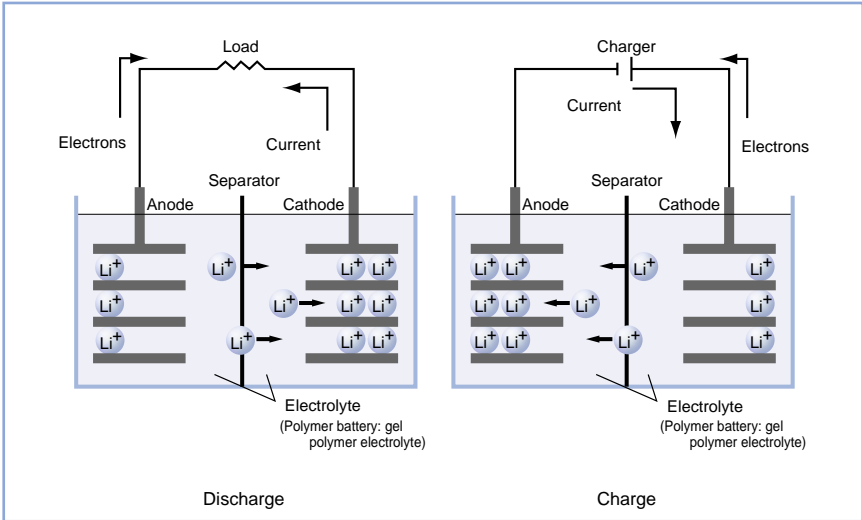 Load
Electrons
Current
Separator
Anode
Cathode
Li+
Li+
Li+
Li+
Li+
Li+
Li+
Li+
Li+
Li+
Li+
Li+
Electrolyte
(Polymer battery: gel
polymer electrolyte)
Discharge
Charger
Current
Electrons
Separator
Anode
Cathode
Li+
Li+
Li+
Li+
Li+
Li+
Li+
Li+
Li+
Li+
Li+
Li+
Electrolyte
(Polymer battery: gel
polymer electrolyte)
Charge